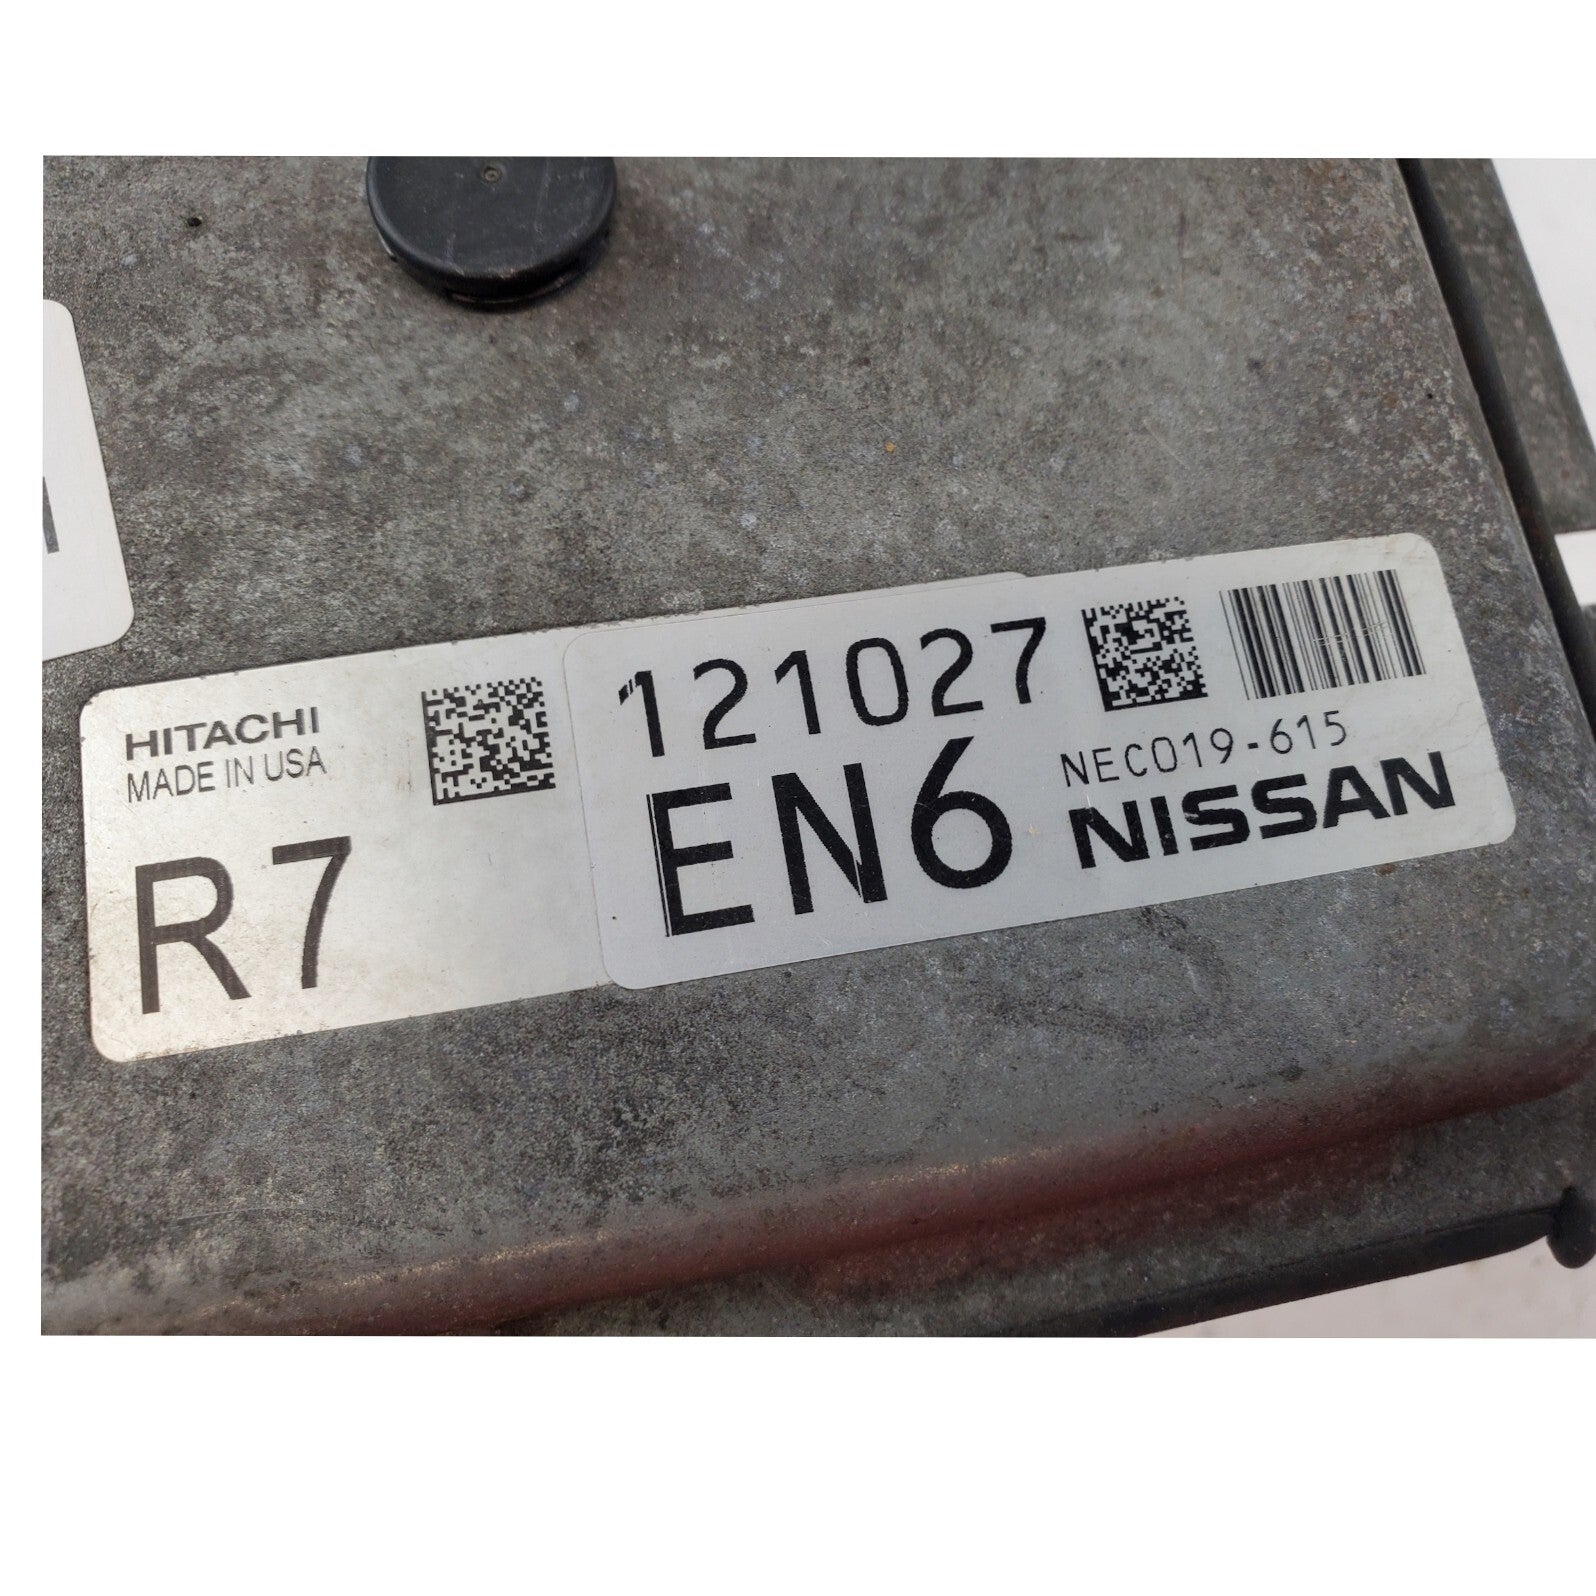 HITACHI
MADE IN USA
R7
121027
EN6
NEC019-615
NISSAN